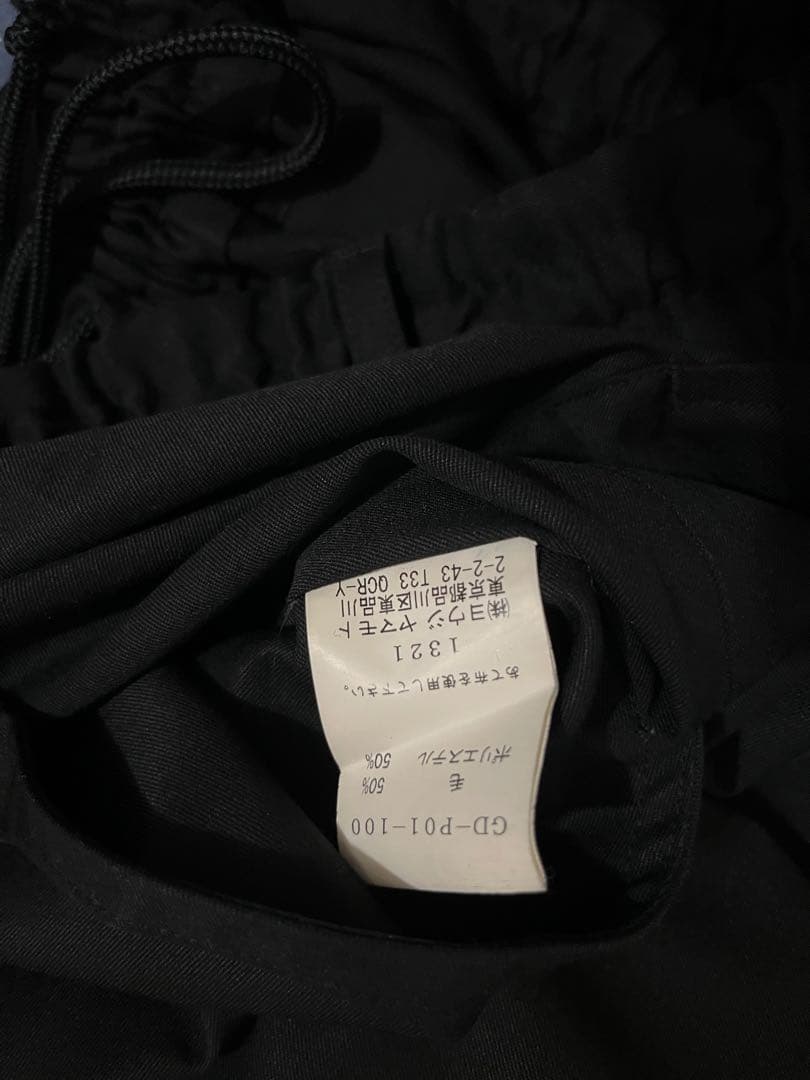 GD-P01-100
毛 50%
ポリエステル 50%
あて布を使用して下さい。
1321
㈱ヨウジ ヤマモト
東京都品川区東品川
2-2-43 T33 QCR-Y